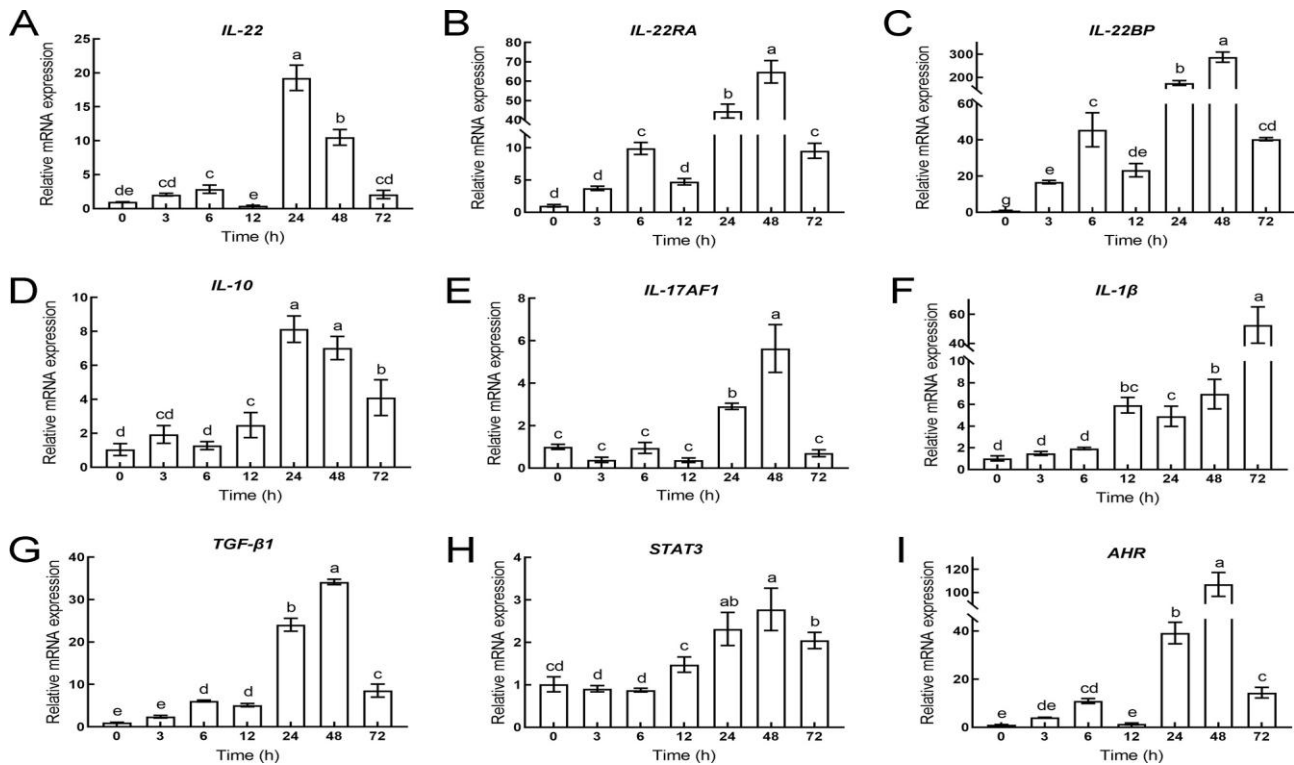 A
IL-22
Relative mRNA expression
25
20
15
10
5
0
de
cd
c
e
a
b
cd
0 3 6 12 24 48 72
Time (h)
B
IL-22RA
Relative mRNA expression
80
70
60
50
40
15
10
5
0
d
d
c
d
b
a
c
0 3 6 12 24 48 72
Time (h)
C
IL-22BP
Relative mRNA expression
300
200
60
40
20
0
g
e
c
de
b
a
cd
0 3 6 12 24 48 72
Time (h)
D
IL-10
Relative mRNA expression
10
8
6
4
2
0
d
cd
d
c
a
a
b
0 3 6 12 24 48 72
Time (h)
E
IL-17AF1
Relative mRNA expression
8
6
4
2
0
c
c
c
c
b
a
c
0 3 6 12 24 48 72
Time (h)
F
IL-1β
Relative mRNA expression
60
40
10
8
6
4
2
0
d
d
d
bc
c
b
a
0 3 6 12 24 48 72
Time (h)
G
TGF-β1
Relative mRNA expression
40
30
20
10
0
e
e
d
d
b
a
c
0 3 6 12 24 48 72
Time (h)
H
STAT3
Relative mRNA expression
4
3
2
1
0
cd
d
d
c
ab
a
b
0 3 6 12 24 48 72
Time (h)
I
AHR
Relative mRNA expression
120
100
80
60
40
20
0
e
de
cd
e
b
a
c
0 3 6 12 24 48 72
Time (h)